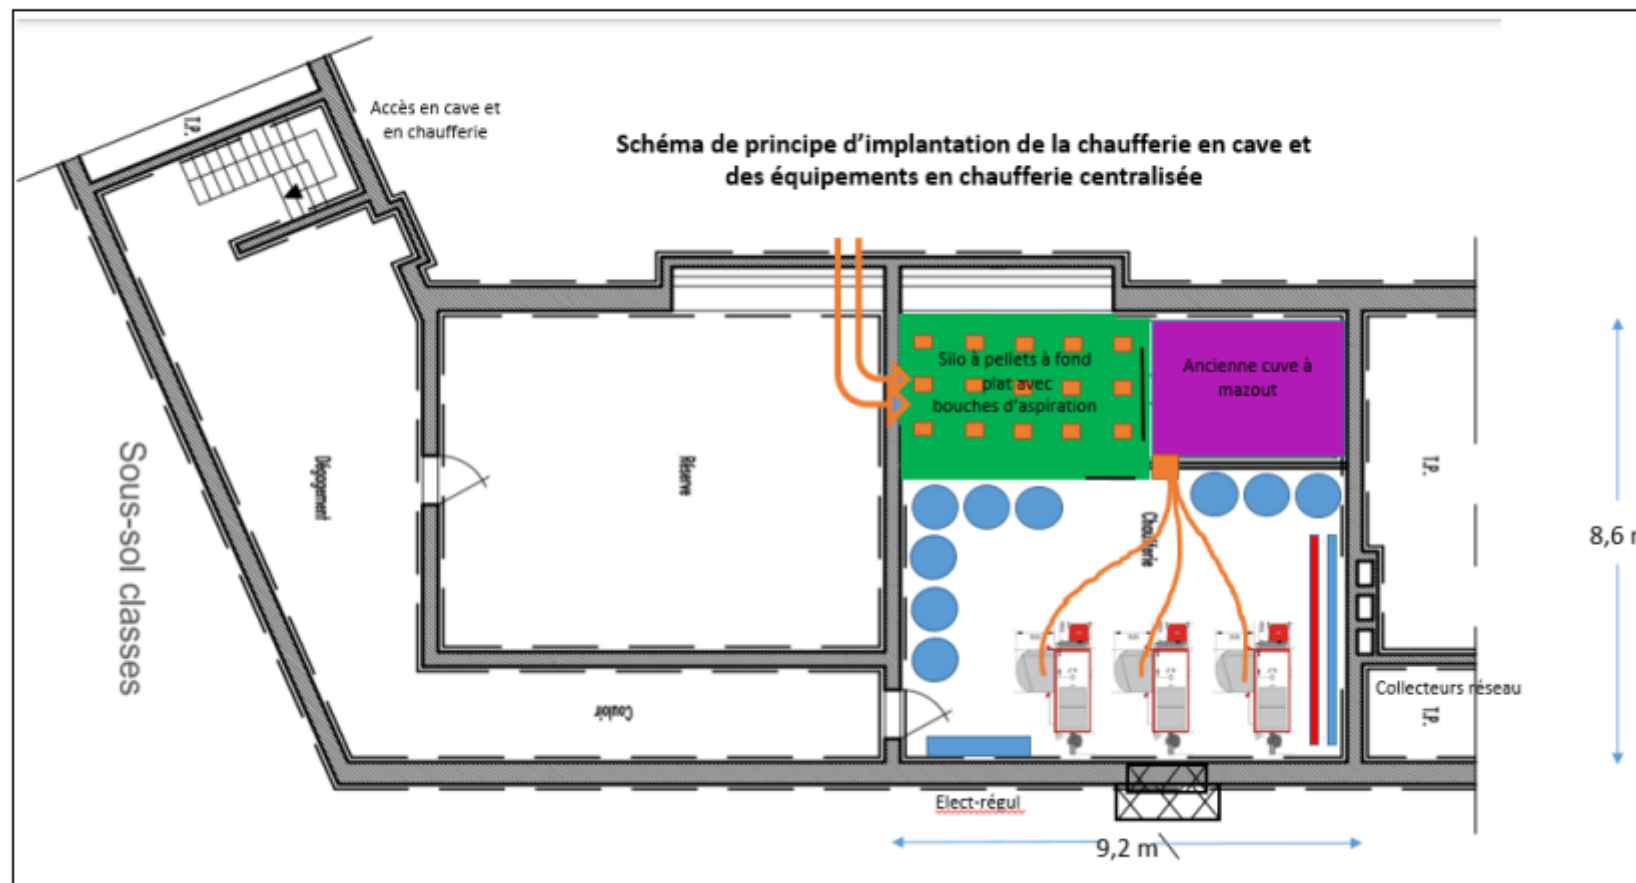 T.P.
Accès en cave et
en chaufferie
Schéma de principe d’implantation de la chaufferie en cave et
des équipements en chaufferie centralisée
Silo à pellets à fond
plat avec
bouches d’aspiration
Ancienne cuve à
mazout
Sous-sol classes
Dégagement
Réserve
Chaufferie
T.P.
8,6 m
Collecteurs réseau
T.P.
Couloir
Elect-régul
9,2 m